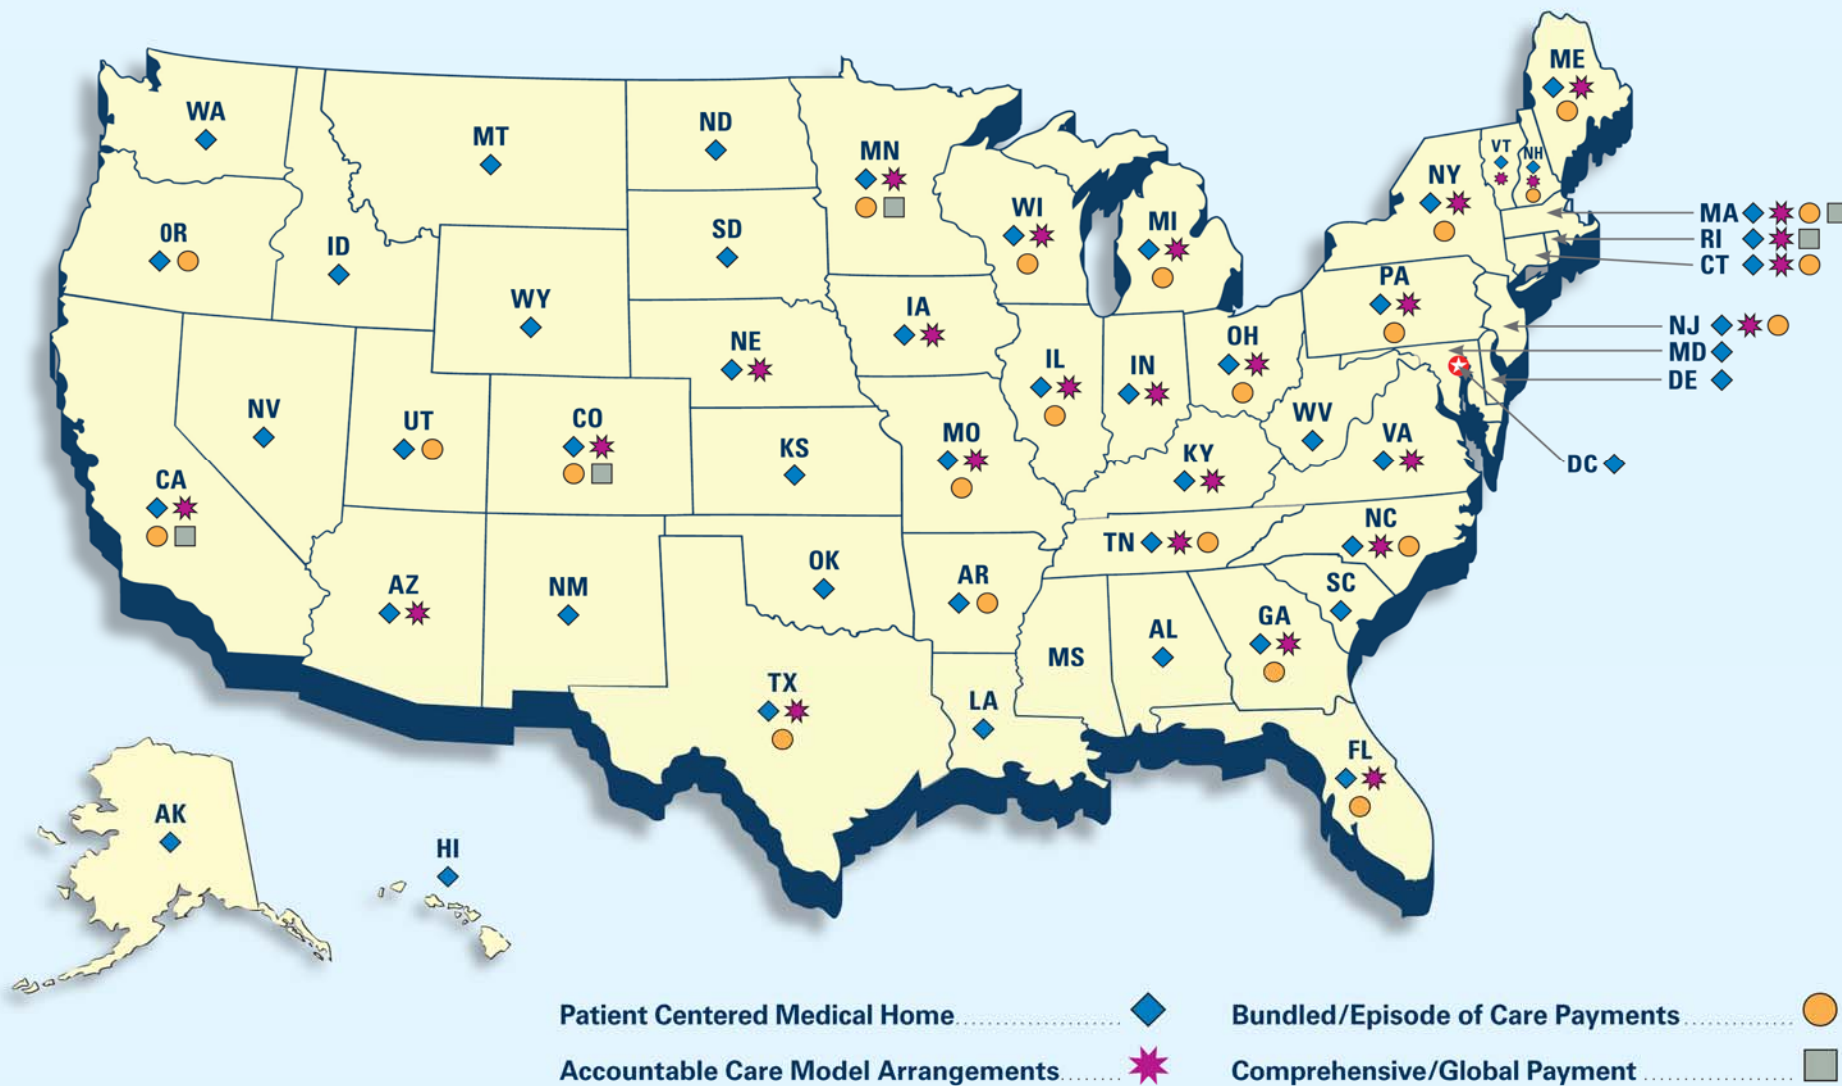 ME
WA
MT
ND
MN
VT
NH
NY
WI
MI
MA
RI
CT
OR
ID
SD
WY
IA
PA
NJ
MD
DE
NE
IL
IN
OH
NV
UT
CO
KS
MO
KY
WV
VA
DC
CA
TN
NC
AZ
NM
OK
AR
SC
MS
AL
GA
TX
LA
FL
AK
HI
Patient Centered Medical Home
Bundled/Episode of Care Payments
Accountable Care Model Arrangements
Comprehensive/Global Payment